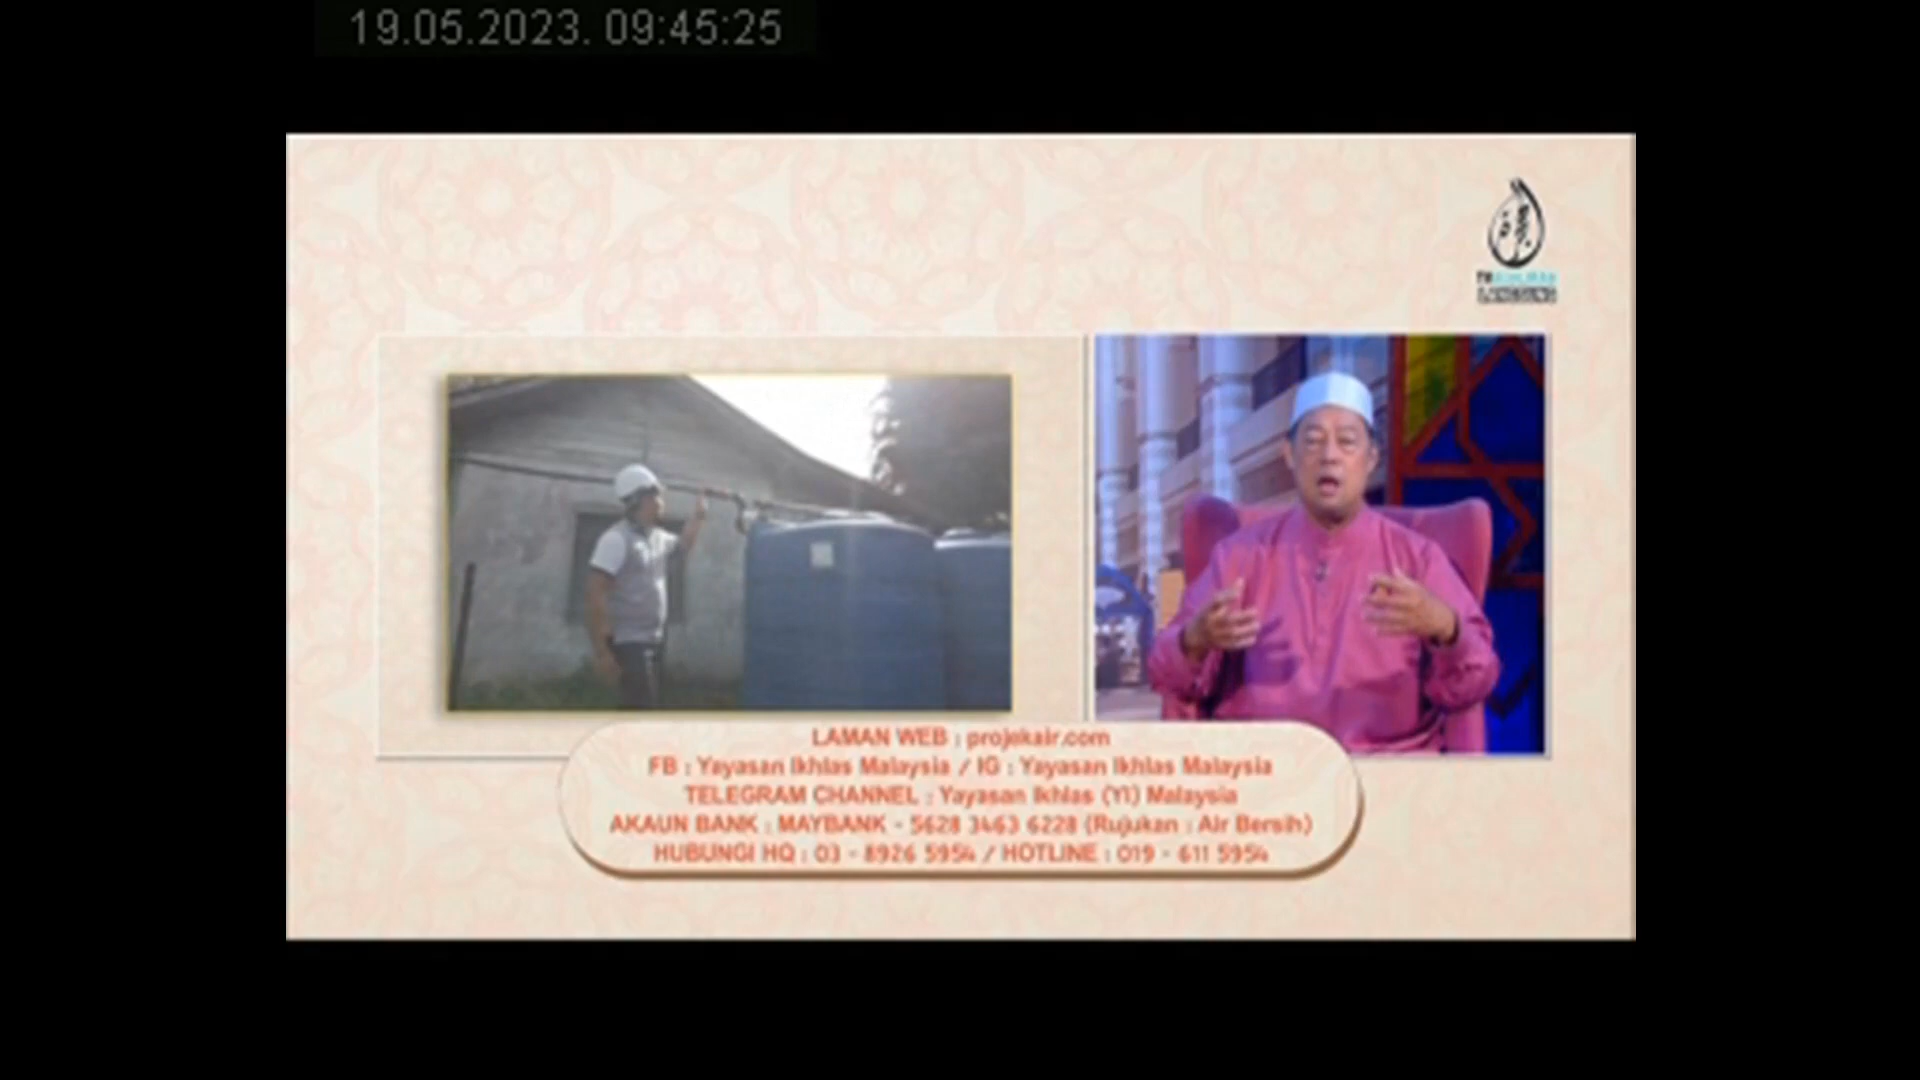 19.05.2023. 09:45:25
LANGSUNG
LAMAN WEB : projekair.com
FB : Yayasan Ikhlas Malaysia / IG : Yayasan Ikhlas Malaysia
TELEGRAM CHANNEL : Yayasan Ikhlas (YI) Malaysia
AKAUN BANK : MAYBANK - 5628 3463 6228 (Rujukan : Air Bersih)
HUBUNGI HQ : 03 - 8926 5954 / HOTLINE : 019 - 611 5954